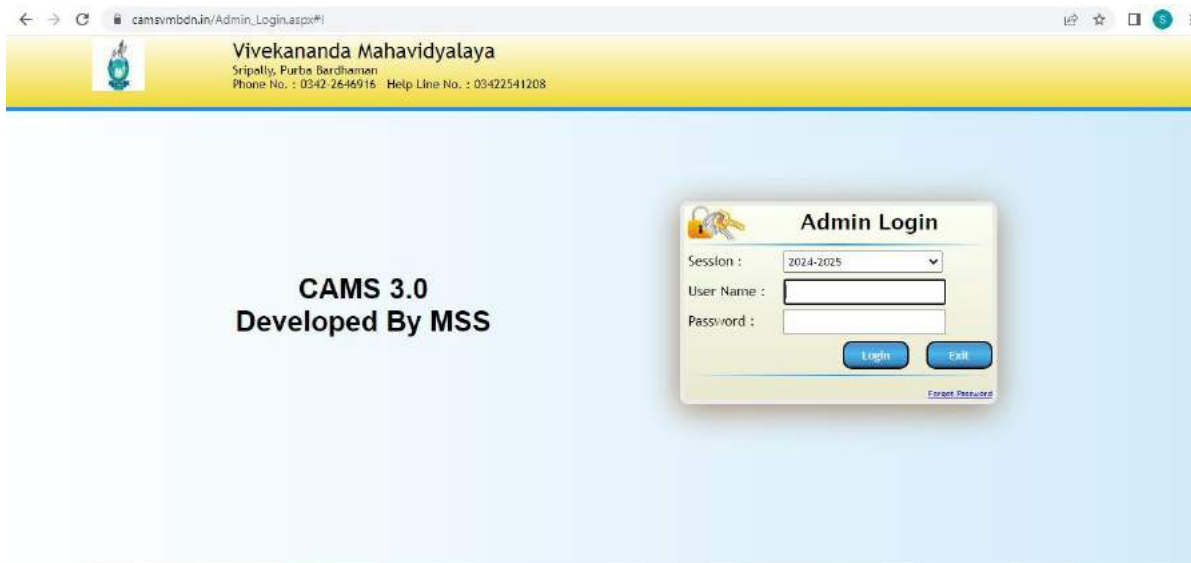 camsvmbdn.in/Admin_Login.aspx#!
S
Vivekananda Mahavidyalaya
Sripally, Purba Bardhaman
Phone No. : 0342-2646916 Help Line No. : 03422541208
CAMS 3.0
Developed By MSS
Admin Login
Session : 2024-2025
User Name :
Password :
Login Exit
Forget Password